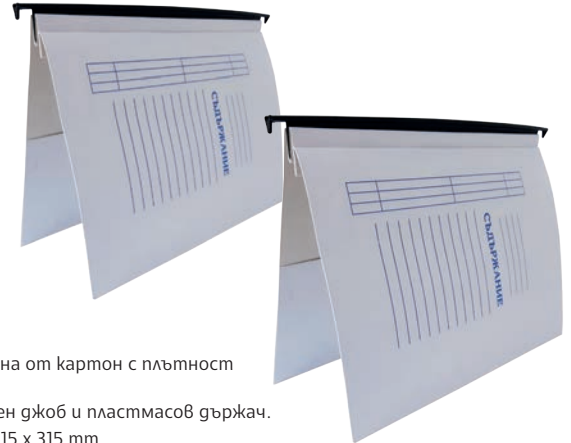 СЪДЪРЖАНИЕ
СЪДЪРЖАНИЕ
на от картон с плътност
ен джоб и пластмасов държач.
15 x 315 mm